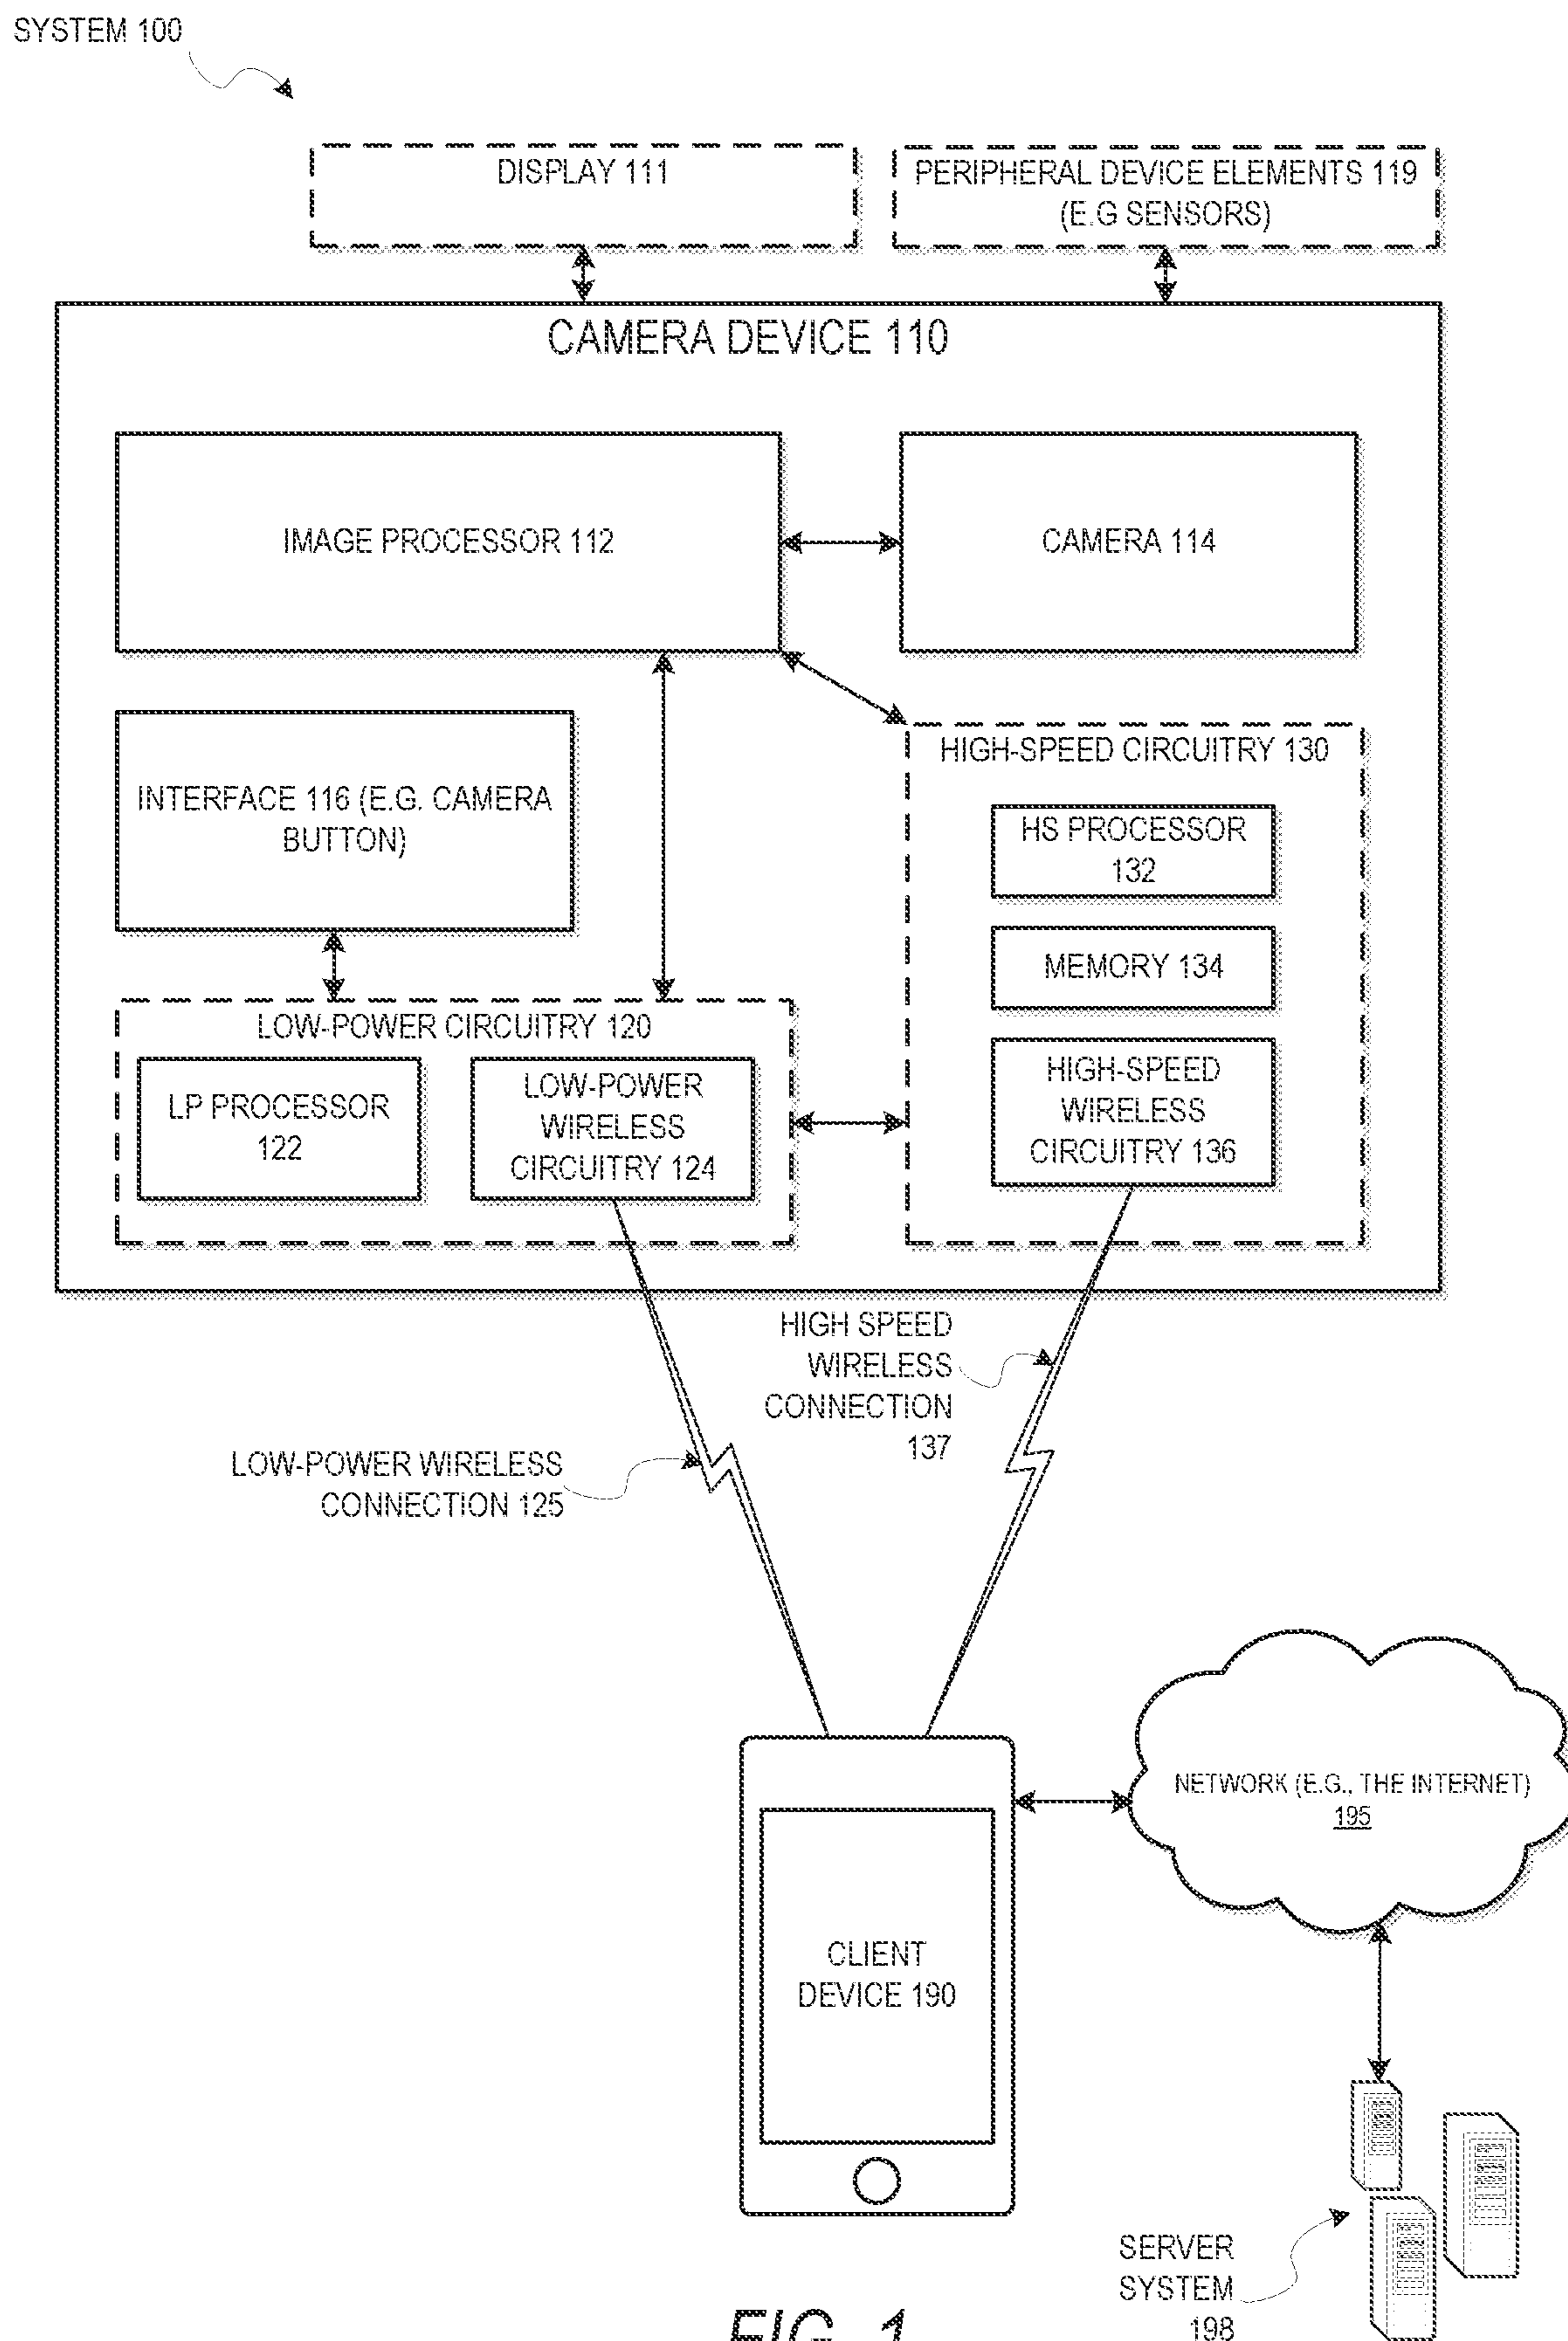 SYSTEM 100
DISPLAY 111
PERIPHERAL DEVICE ELEMENTS 119
(E.G SENSORS)
CAMERA DEVICE 110
IMAGE PROCESSOR 112
CAMERA 114
INTERFACE 116 (E.G. CAMERA
BUTTON)
HIGH-SPEED CIRCUITRY 130
HS PROCESSOR
132
MEMORY 134
HIGH-SPEED
WIRELESS
CIRCUITRY 136
LOW-POWER CIRCUITRY 120
LP PROCESSOR
122
LOW-POWER
WIRELESS
CIRCUITRY 124
HIGH SPEED
WIRELESS
CONNECTION
137
LOW-POWER WIRELESS
CONNECTION 125
NETWORK (E.G., THE INTERNET)
195
CLIENT
DEVICE 190
SERVER
SYSTEM
198
FIG. 1